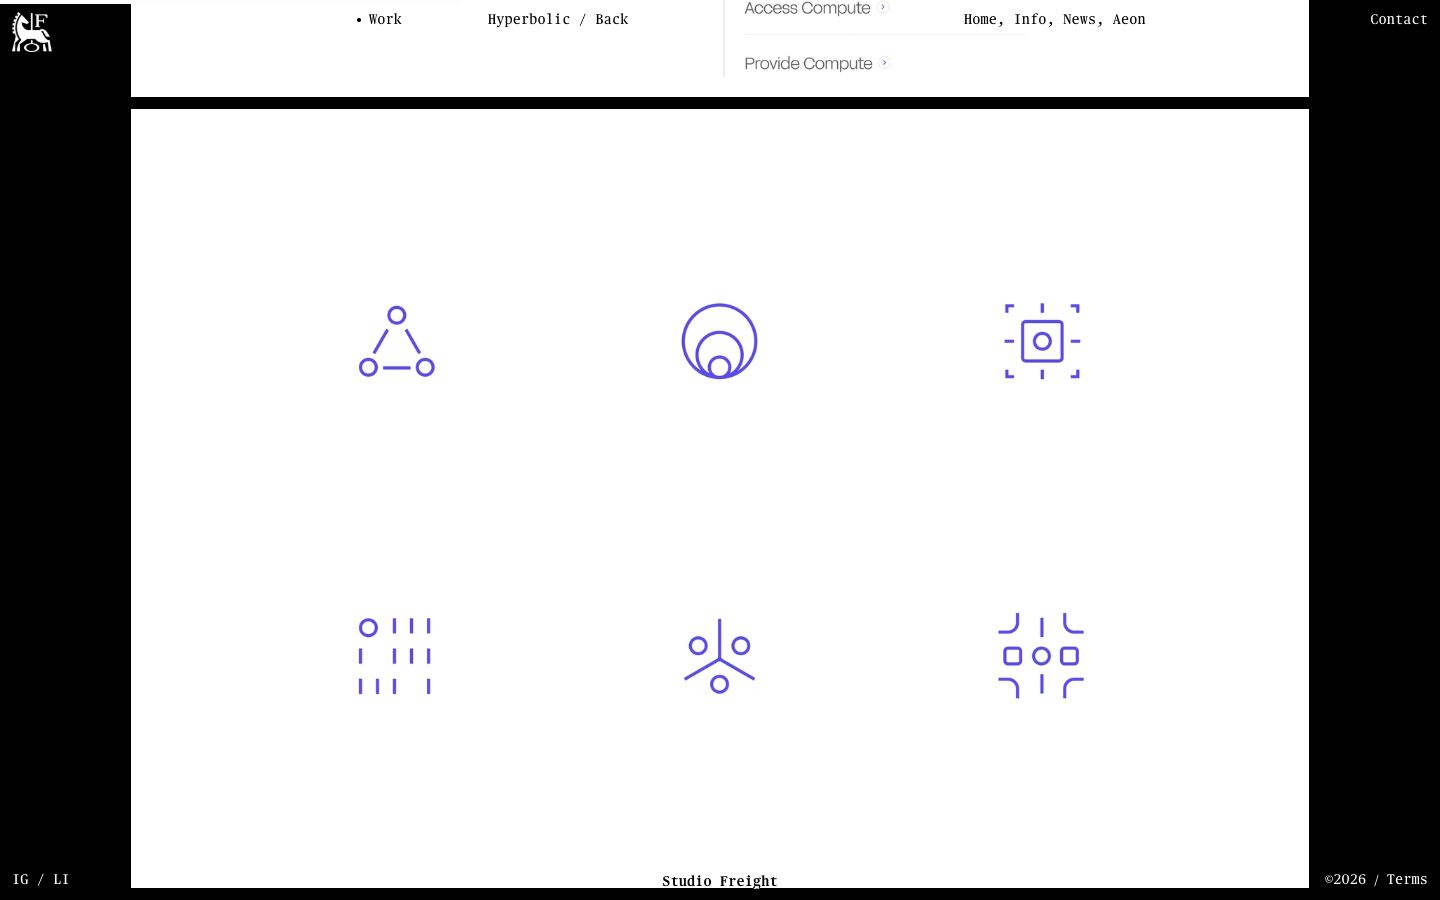 Access Compute
• Work
Hyperbolic / Back
Home, Info, News, Aeon
Contact
F
Provide Compute
IG / LI
Studio Freight
©2026 / Terms